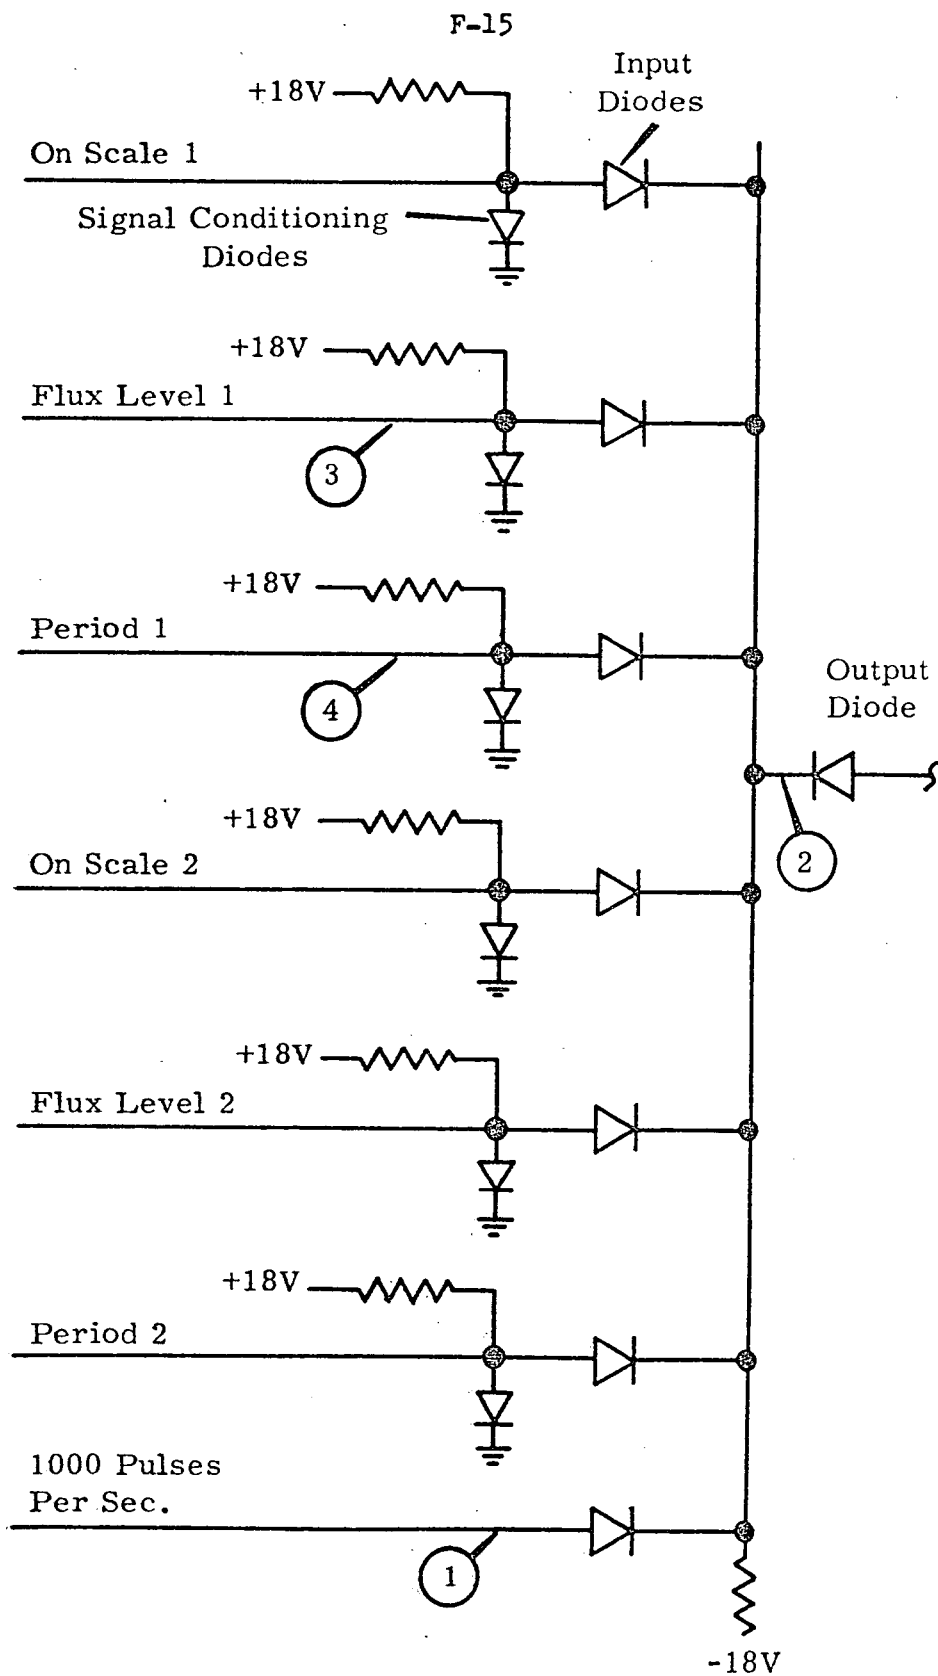 F-15
Input
Diodes
+18V
On Scale 1
Signal Conditioning
Diodes
+18V
Flux Level 1
3
+18V
Period 1
4
Output
Diode
+18V
On Scale 2
2
+18V
Flux Level 2
+18V
Period 2
1000 Pulses
Per Sec.
1
-18V